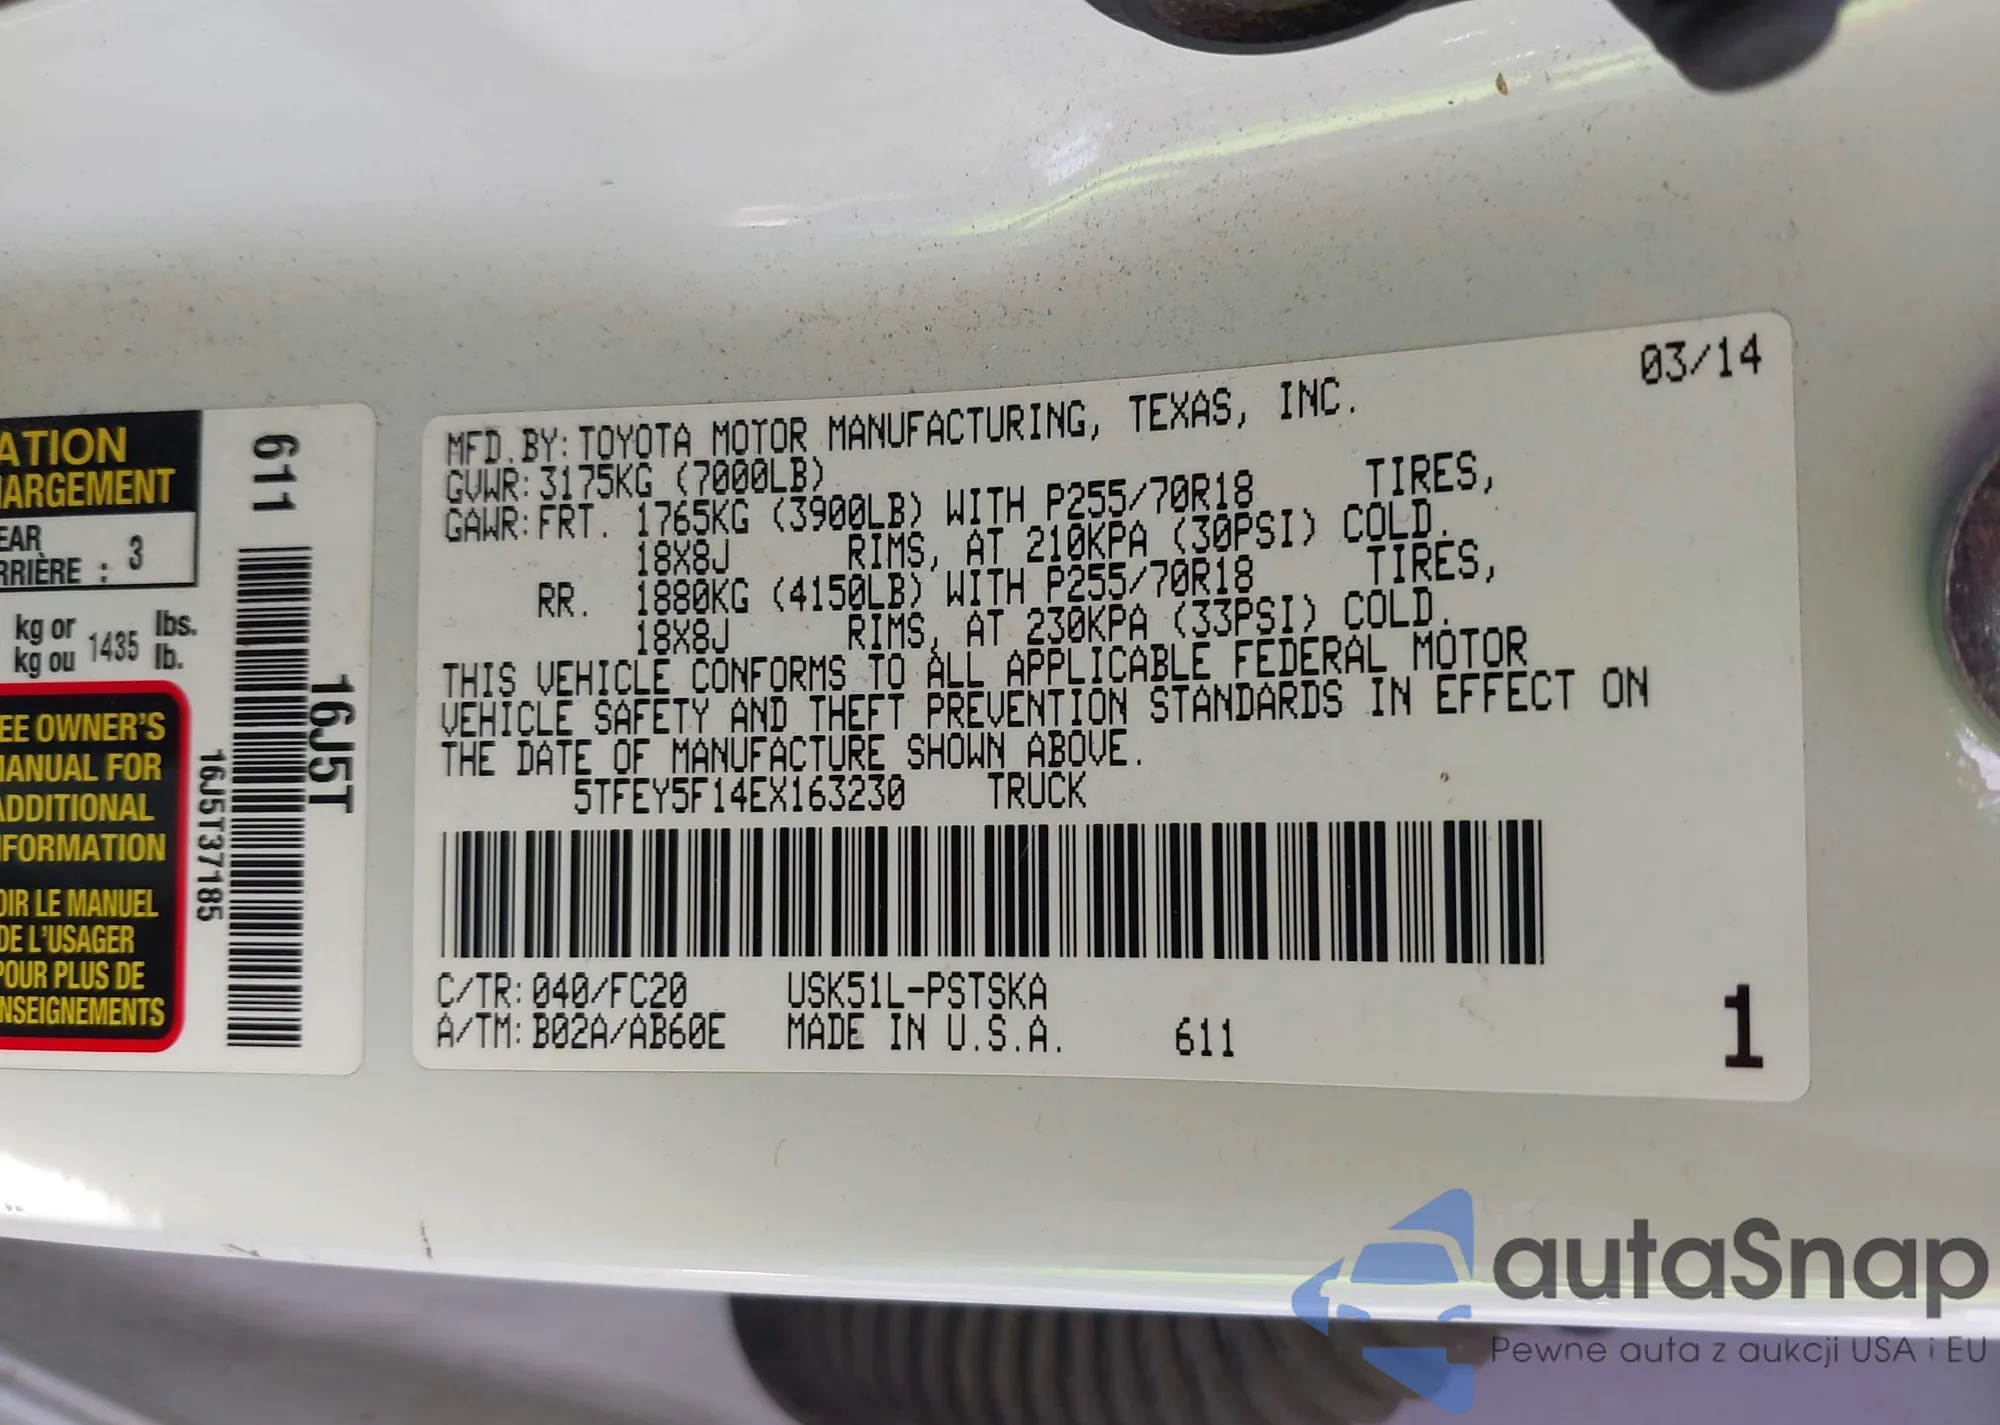 ATION
HARGEMENT
EAR
RRIÈRE : 3
kg or 1435 lbs.
kg ou lb.
EE OWNER'S
MANUAL FOR
ADDITIONAL
NFORMATION
OIR LE MANUEL
DE L'USAGER
POUR PLUS DE
NSEIGNEMENTS
611
16J5T
16J5T37185
03/14
MFD.BY:TOYOTA MOTOR MANUFACTURING, TEXAS, INC.
GVWR:3175KG (7000LB)
GAWR:FRT. 1765KG (3900LB) WITH P255/70R18 TIRES,
18X8J RIMS, AT 210KPA (30PSI) COLD.
RR. 1880KG (4150LB) WITH P255/70R18 TIRES,
18X8J RIMS, AT 230KPA (33PSI) COLD.
THIS VEHICLE CONFORMS TO ALL APPLICABLE FEDERAL MOTOR
VEHICLE SAFETY AND THEFT PREVENTION STANDARDS IN EFFECT ON
THE DATE OF MANUFACTURE SHOWN ABOVE.
5TFEY5F14EX163230 TRUCK
C/TR:040/FC20 USK51L-PSTSKA
A/TM:B02A/AB60E MADE IN U.S.A. 611
1
autaSnap
Pewne auta z aukcji USA i EU